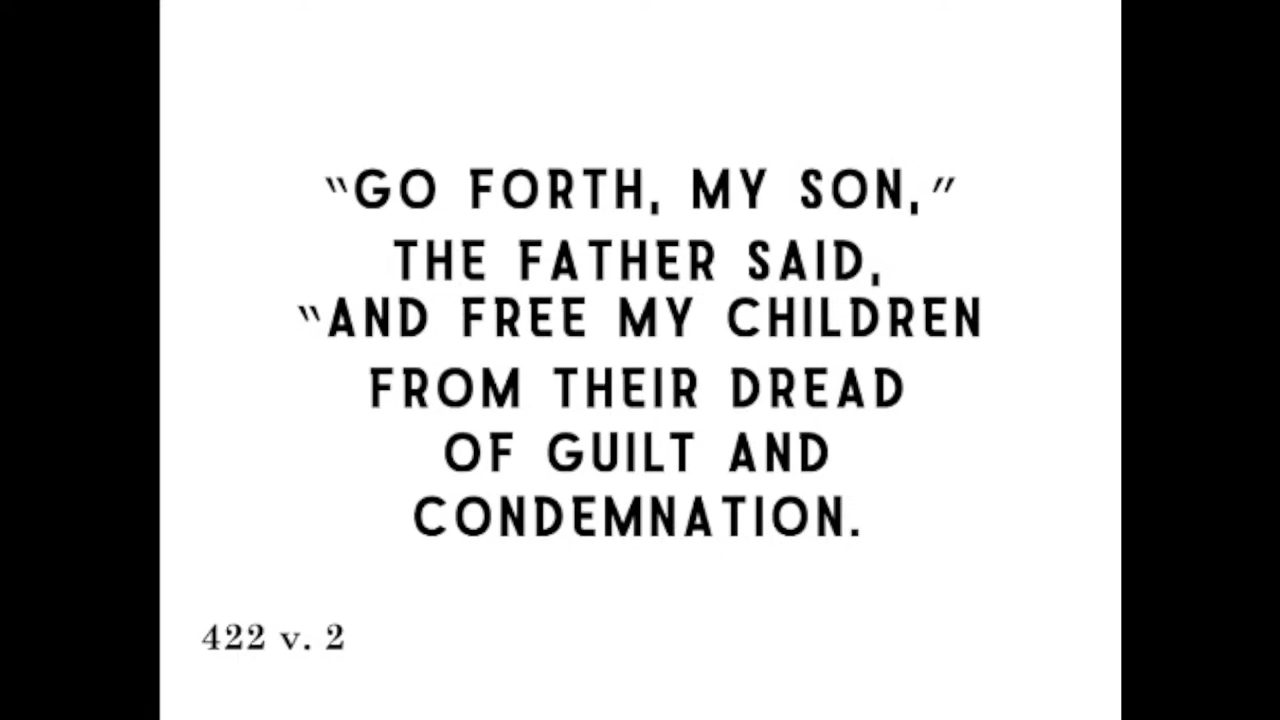 "GO FORTH, MY SON,"
THE FATHER SAID,
"AND FREE MY CHILDREN
FROM THEIR DREAD
OF GUILT AND
CONDEMNATION.
422 v. 2